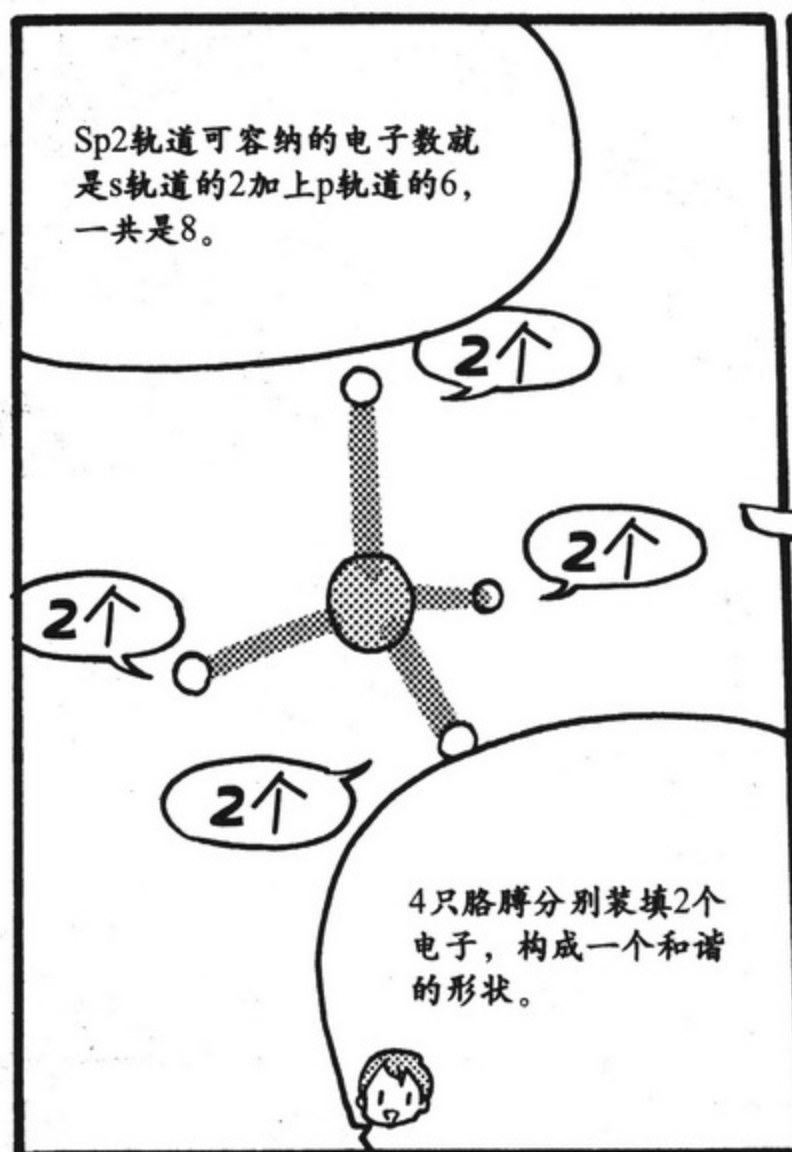 Sp2轨道可容纳的电子数就
是s轨道的2加上p轨道的6，
一共是8。
2个
2个
2个
2个
4只胳膊分别装填2个
电子，构成一个和谐
的形状。